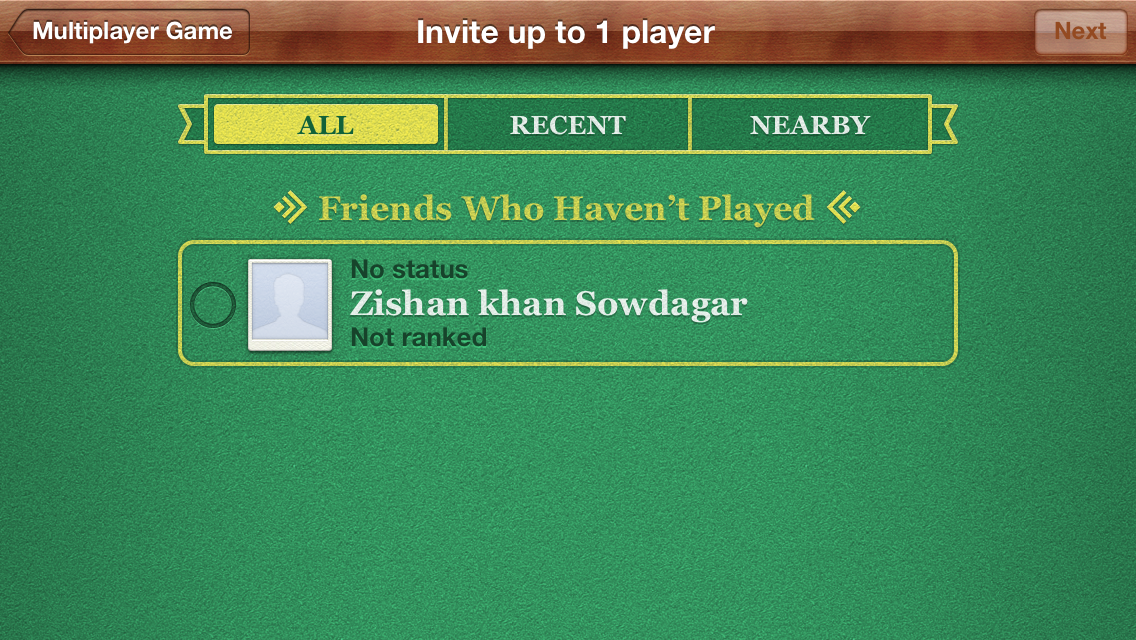 Multiplayer Game
Invite up to 1 player
Next
ALL
RECENT
NEARBY
Friends Who Haven't Played
No status
Zishan khan Sowdagar
Not ranked